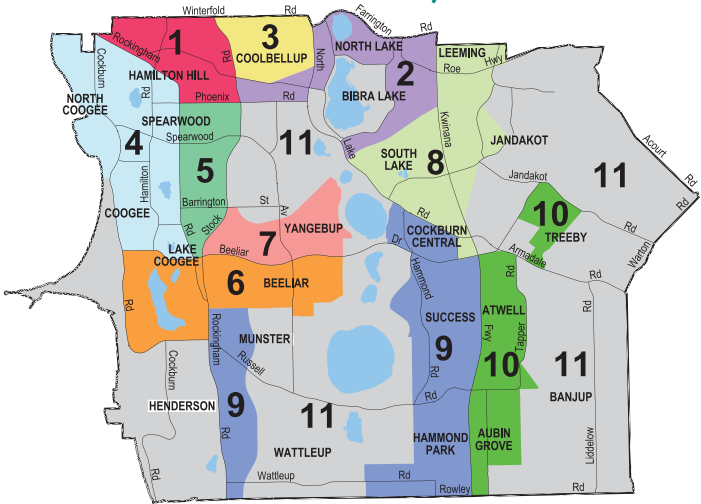 Winterfold Rd
Farrington Rd
Rockingham Rd
1
3
COOLBELLUP
North
NORTH LAKE
LEEMING
Cockburn
HAMILTON HILL
Rd
2
Roe Hwy
NORTH COOGEE
Phoenix Rd
BIBRA LAKE
SPEARWOOD
Spearwood
4
11
Lake
Kwinana
JANDAKOT
Acourt Rd
5
SOUTH LAKE
8
11
Hamilton
Jandakot Rd
COOGEE
Barrington St
Av
Rd
10
TREEBY
Stock
YANGEBUP
COCKBURN CENTRAL
Rd
LAKE COOGEE
Beeliar Dr
7
Armadale Rd
Warton Rd
6
BEELIAR
Hammond Rd
Rd
Rd
Rd
Rockingham Rd
MUNSTER
SUCCESS
ATWELL
Fwy
Tapper
Cockburn Rd
Russell Rd
9
10
11
BANJUP
HENDERSON
9
11
WATTLEUP
HAMMOND PARK
AUBIN GROVE
Liddelow
Wattleup Rd
Rowley Rd